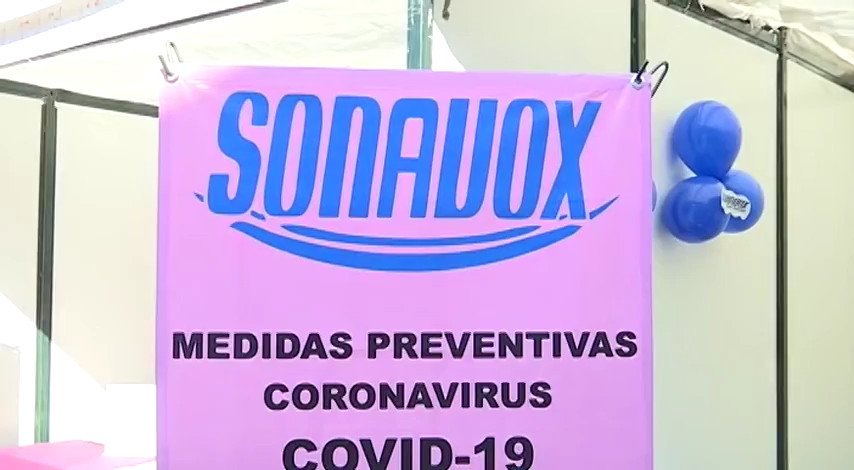 SONAVOX
MEDIDAS PREVENTIVAS
CORONAVIRUS
COVID-19